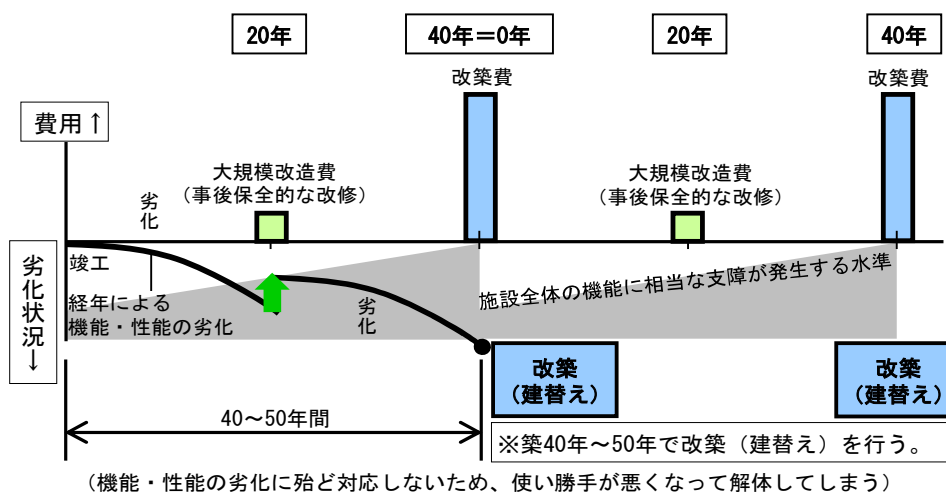 20年
40年＝0年
20年
40年
改築費
改築費
費用↑
大規模改造費
（事後保全的な改修）
大規模改造費
（事後保全的な改修）
劣化
劣化状況↓
竣工
経年による
機能・性能の劣化
劣化
施設全体の機能に相当な支障が発生する水準
改築
（建替え）
改築
（建替え）
40～50年間
※築40年～50年で改築（建替え）を行う。
（機能・性能の劣化に殆ど対応しないため、使い勝手が悪くなって解体してしまう）